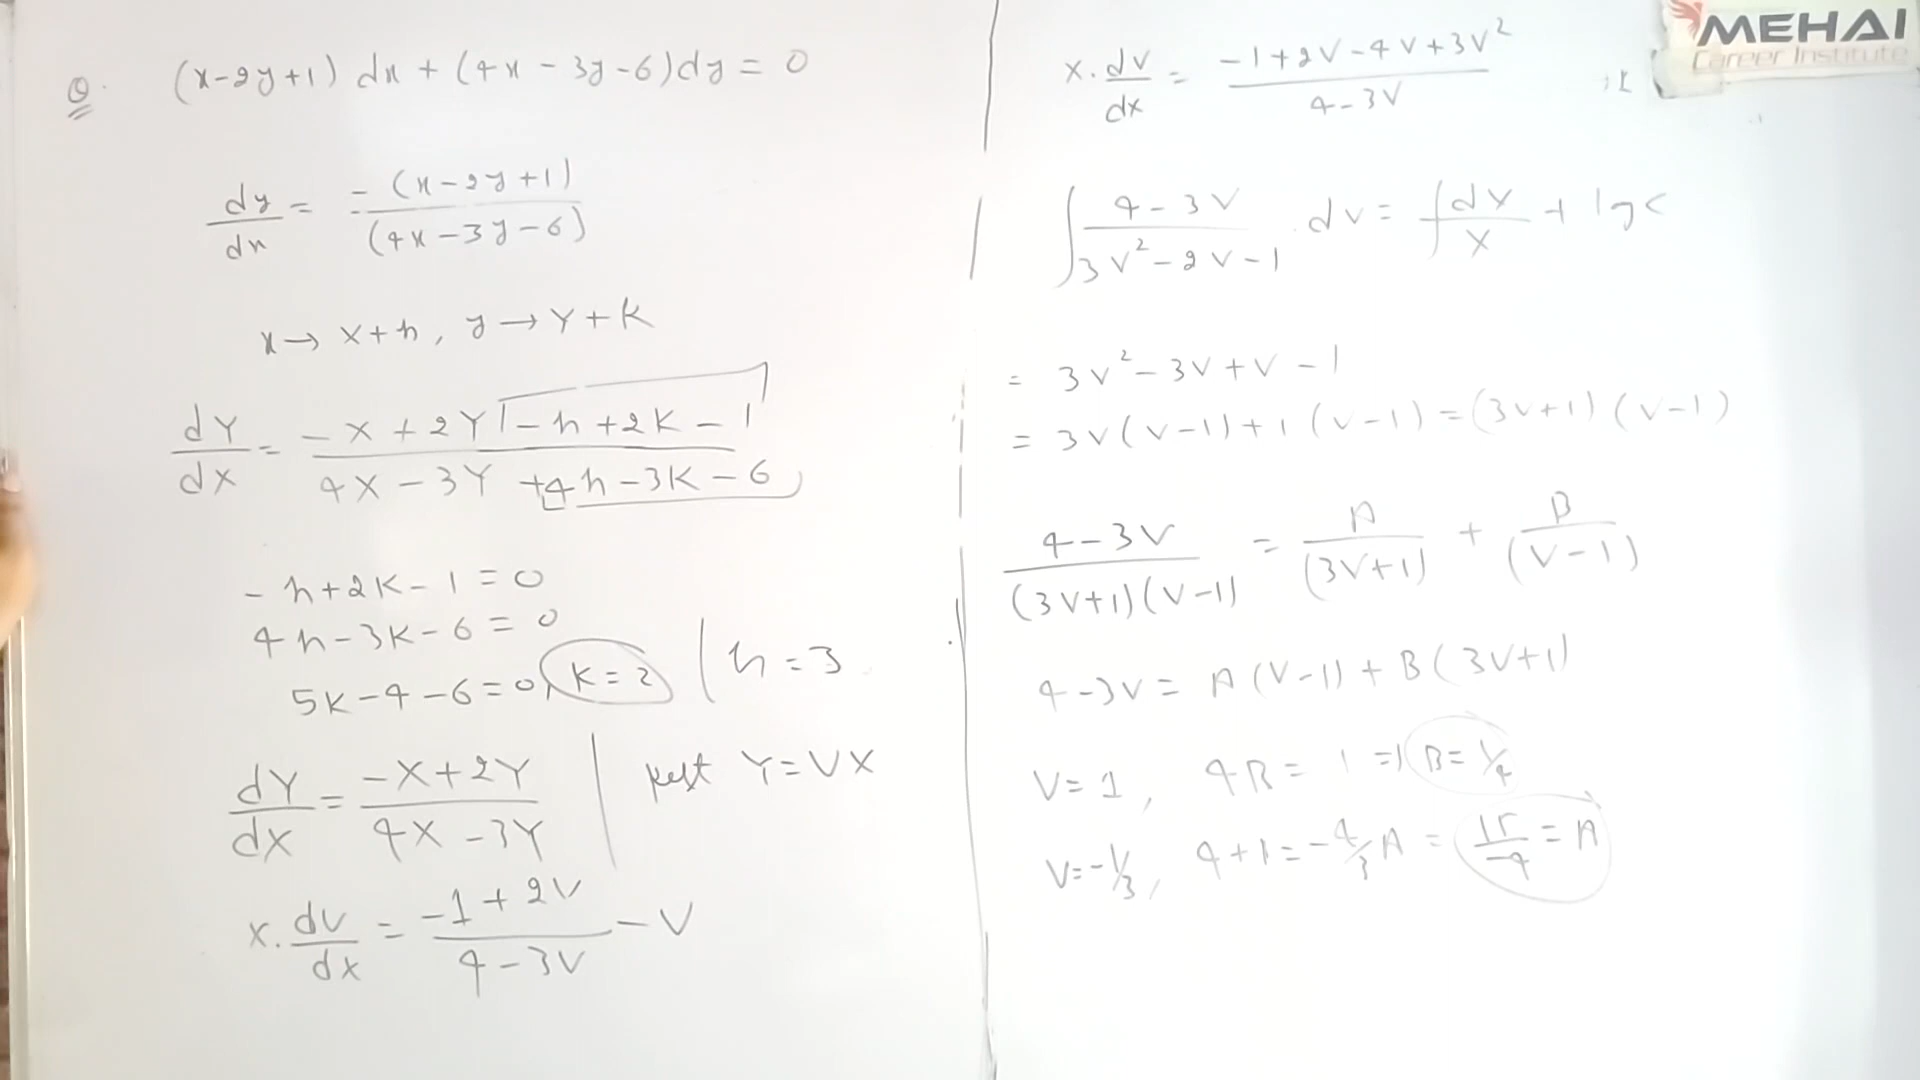 Q. (x-2y+1) dx + (4x - 3y-6)dy = 0
dy/dx = -(x-2y+1)/(4x-3y-6)
x→ X+h, y→Y+K
dY/dX = (-X+2Y-h+2K-1)/(4X-3Y+4h-3K-6)
-h+2K-1=0
4h-3K-6=0
5K-4-6=0, K=2 | h=3
dY/dX = (-X+2Y)/(4X-3Y) | put Y=VX
X.dV/dX = (-1+2V)/(4-3V) - V
X.dV/dX = (-1+2V-4V+3V²)/(4-3V)
∫(4-3V)/(3V²-2V-1) . dV = ∫dX/X + log c
= 3V²-3V+V-1
= 3V(V-1)+1(V-1)=(3V+1)(V-1)
(4-3V)/((3V+1)(V-1)) = A/(3V+1) + B/(V-1)
4-3V = A(V-1)+B(3V+1)
V=1, 4B = 1 ⇒ B=1/4
V=-1/3, 4+1=-4/3A = 15/-4 = A
MEHAI
Career Institute